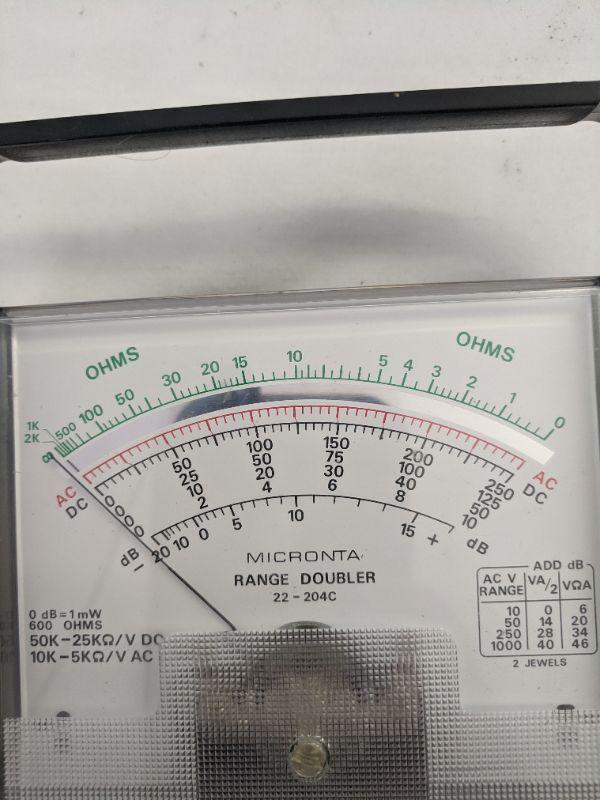 OHMS OHMS
1K 2K ∞ 500 100 50 30 20 15 10 5 4 3 2 1 0
AC AC
DC DC
0 50 100 150 200 250
0 25 50 75 100 125
0 10 20 30 40 50
0 2 4 6 8 10
dB - 20 10 0 5 10 15 + dB
MICRONTA
RANGE DOUBLER
22-204C
0 dB=1mW
600 OHMS
50K-25KΩ/V DC
10K-5KΩ/V AC
ADD dB
AC V RANGE VA/2 VΩA
10 0 6
50 14 20
250 28 34
1000 40 46
2 JEWELS